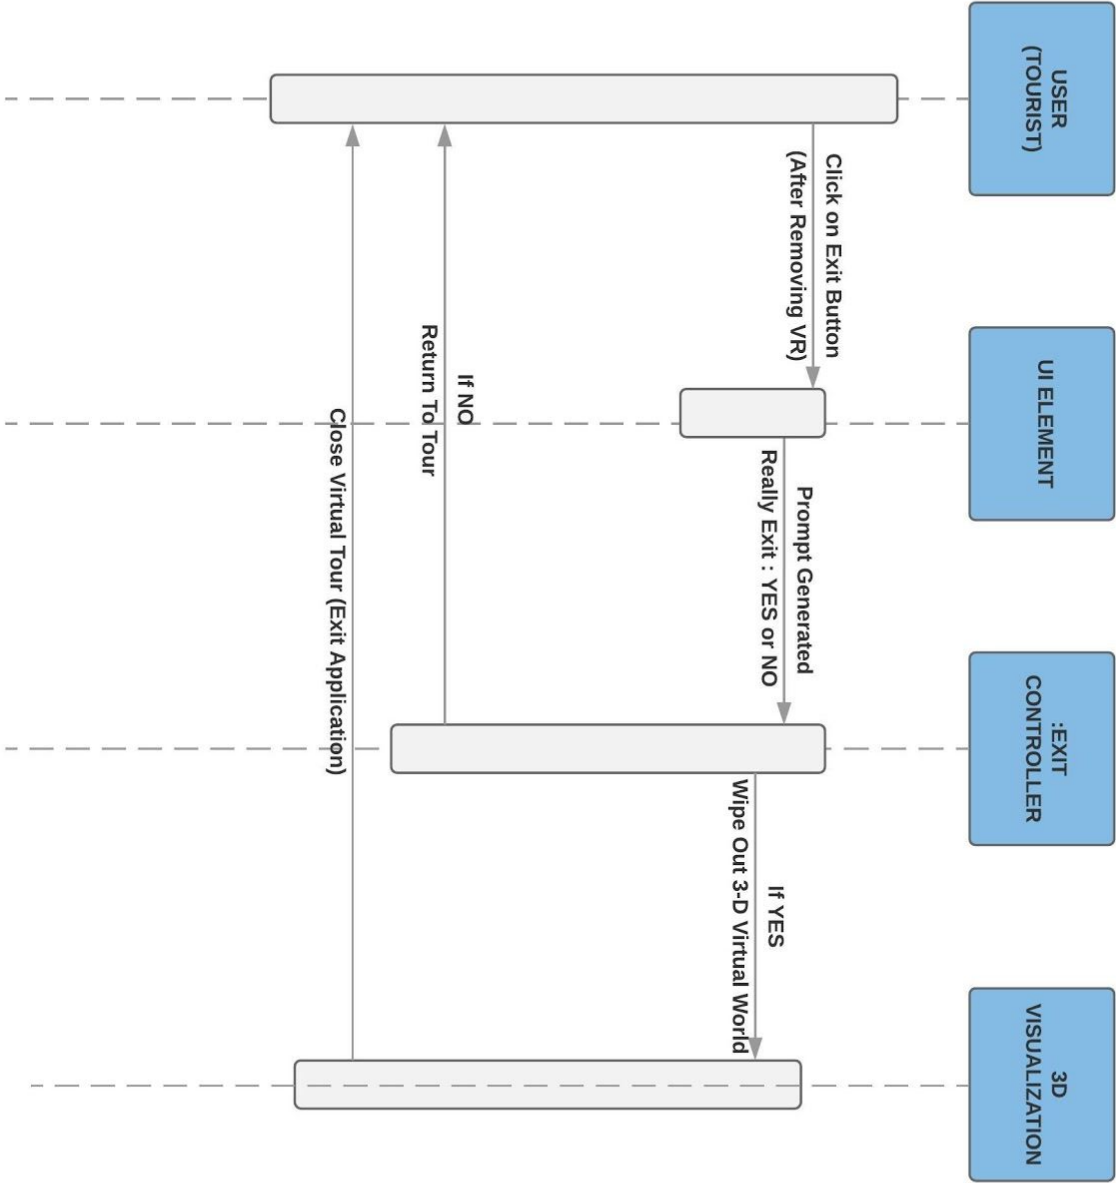 USER
(TOURIST)
UI ELEMENT
:EXIT
CONTROLLER
3D
VISUALIZATION
Click on Exit Button
(After Removing VR)
Prompt Generated
Really Exit : YES or NO
If YES
Wipe Out 3-D Virtual World
If NO
Return To Tour
Close Virtual Tour (Exit Application)